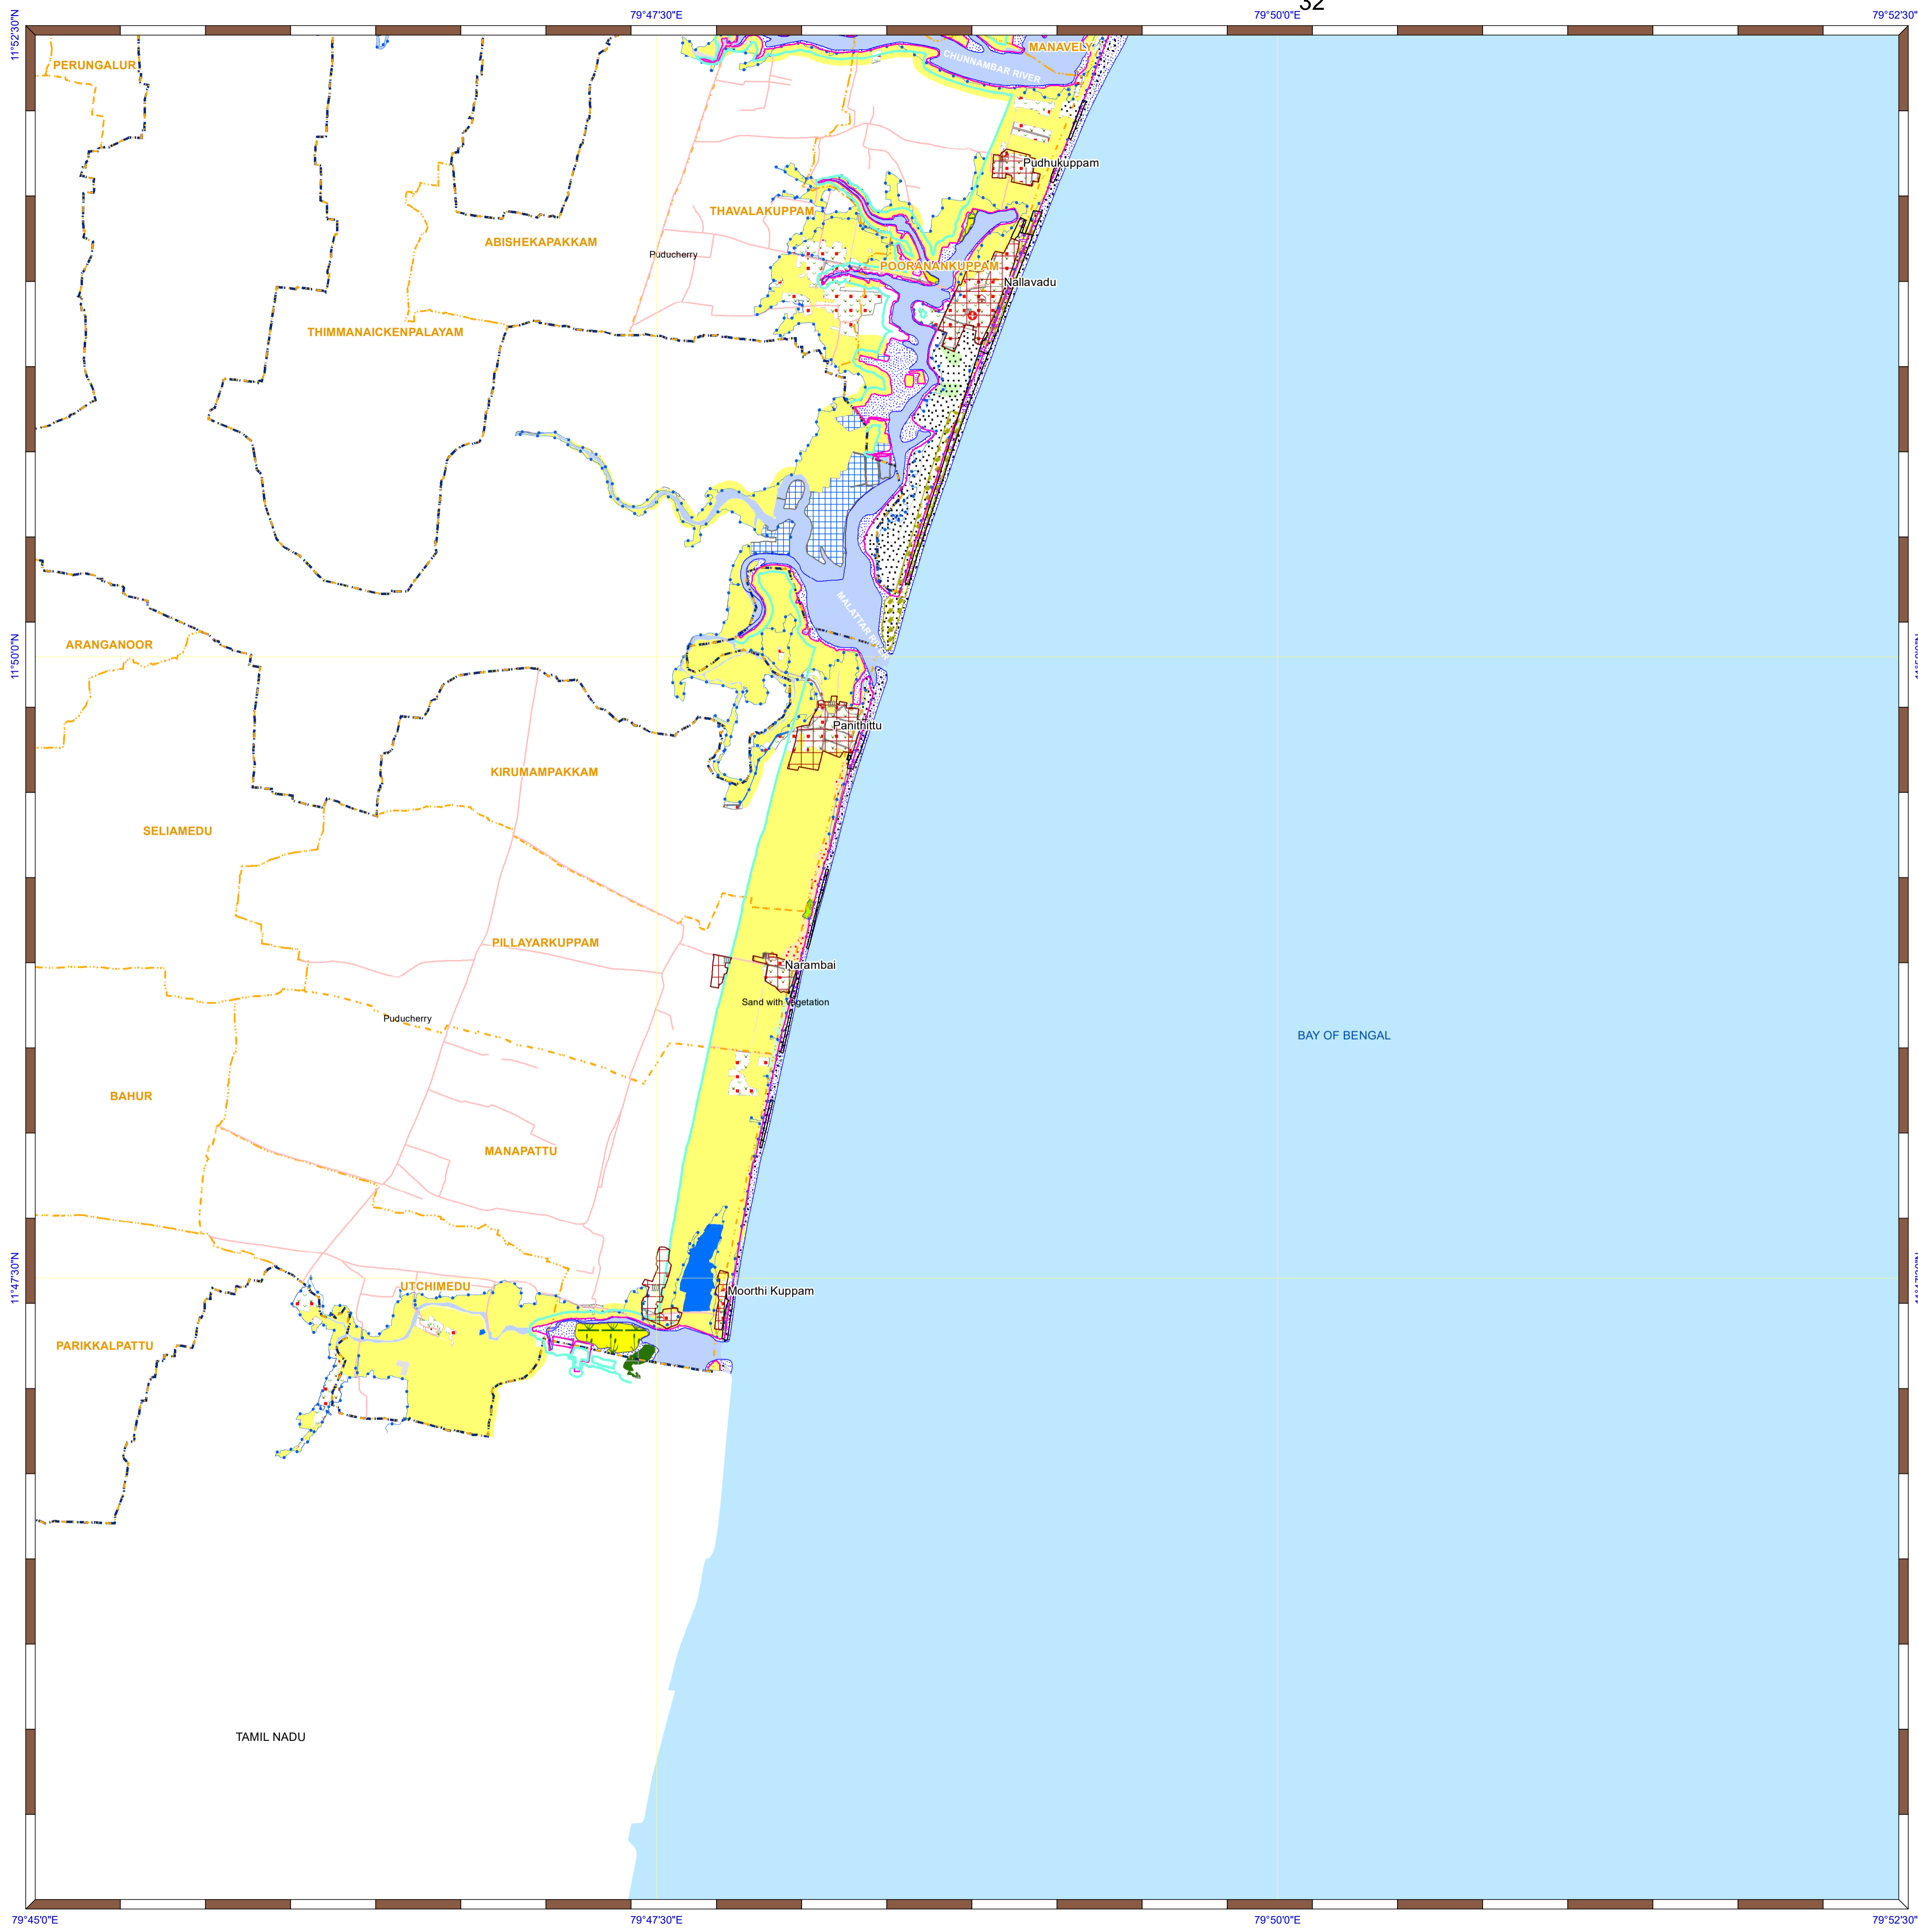 32
79°47'30"E
79°50'0"E
79°52'30"
11°52'30"N
MANAVELY
PERUNGALUR
CHUNNAMBAR RIVER
Pudhukuppam
THAVALAKUPPAM
ABISHEKAPAKKAM
Puducherry
POORANANKUPPAM
Nallavadu
THIMMANAICKENPALAYAM
MALATTAR
ARANGANOOR
11°50'0"N
Panithittu
KIRUMAMPAKKAM
SELIAMEDU
PILLAYARKUPPAM
Narambai
Sand with Vegetation
Puducherry
BAY OF BENGAL
BAHUR
MANAPATTU
11°47'30"N
UTCHIMEDU
Moorthi Kuppam
PARIKKALPATTU
TAMIL NADU
79°45'0"E
79°47'30"E
79°50'0"E
79°52'30"